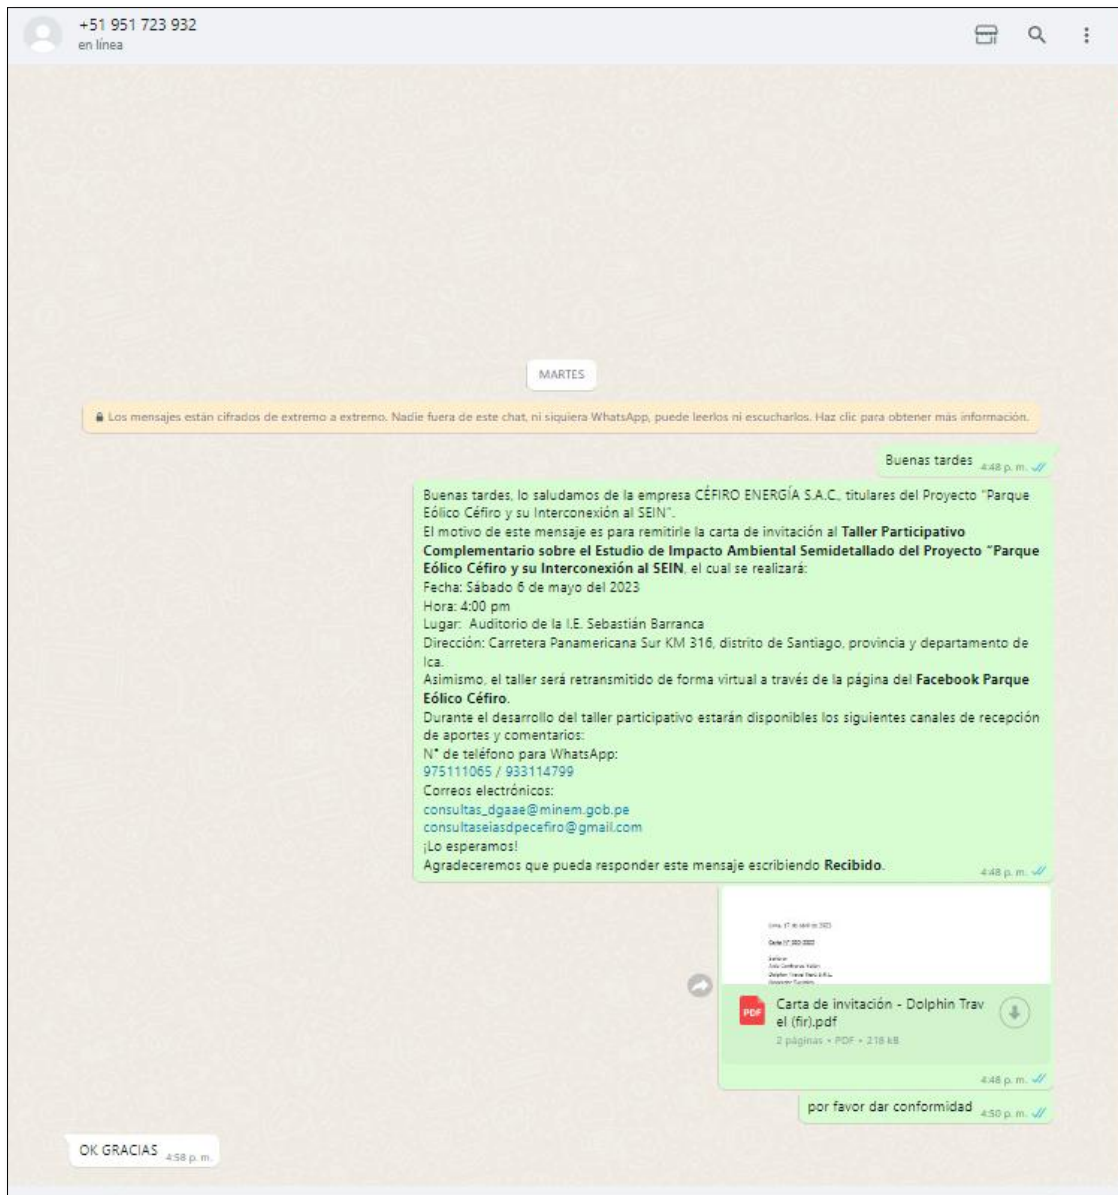 +51 951 723 932
en línea
MARTES
Los mensajes están cifrados de extremo a extremo. Nadie fuera de este chat, ni siquiera WhatsApp, puede leerlos ni escucharlos. Haz clic para obtener más información.
Buenas tardes 4:48 p. m.
Buenas tardes, lo saludamos de la empresa CÉFIRO ENERGÍA S.A.C., titulares del Proyecto "Parque
Eólico Céfiro y su Interconexión al SEIN".
El motivo de este mensaje es para remitirle la carta de invitación al Taller Participativo
Complementario sobre el Estudio de Impacto Ambiental Semidetallado del Proyecto "Parque
Eólico Céfiro y su Interconexión al SEIN, el cual se realizará:
Fecha: Sábado 6 de mayo del 2023
Hora: 4:00 pm
Lugar: Auditorio de la I.E. Sebastián Barranca
Dirección: Carretera Panamericana Sur KM 316, distrito de Santiago, provincia y departamento de
Ica.
Asimismo, el taller será retransmitido de forma virtual a través de la página del Facebook Parque
Eólico Céfiro.
Durante el desarrollo del taller participativo estarán disponibles los siguientes canales de recepción
de aportes y comentarios:
N° de teléfono para WhatsApp:
975111065 / 933114799
Correos electrónicos:
consultas_dgaae@minem.gob.pe
consultaseiasdpecefiro@gmail.com
¡Lo esperamos!
Agradeceremos que pueda responder este mensaje escribiendo Recibido. 4:48 p. m.
PDF
Carta de invitación - Dolphin Trav
el (fir).pdf
2 páginas • PDF • 218 kB
4:48 p. m.
por favor dar conformidad 4:50 p. m.
OK GRACIAS 4:58 p. m.